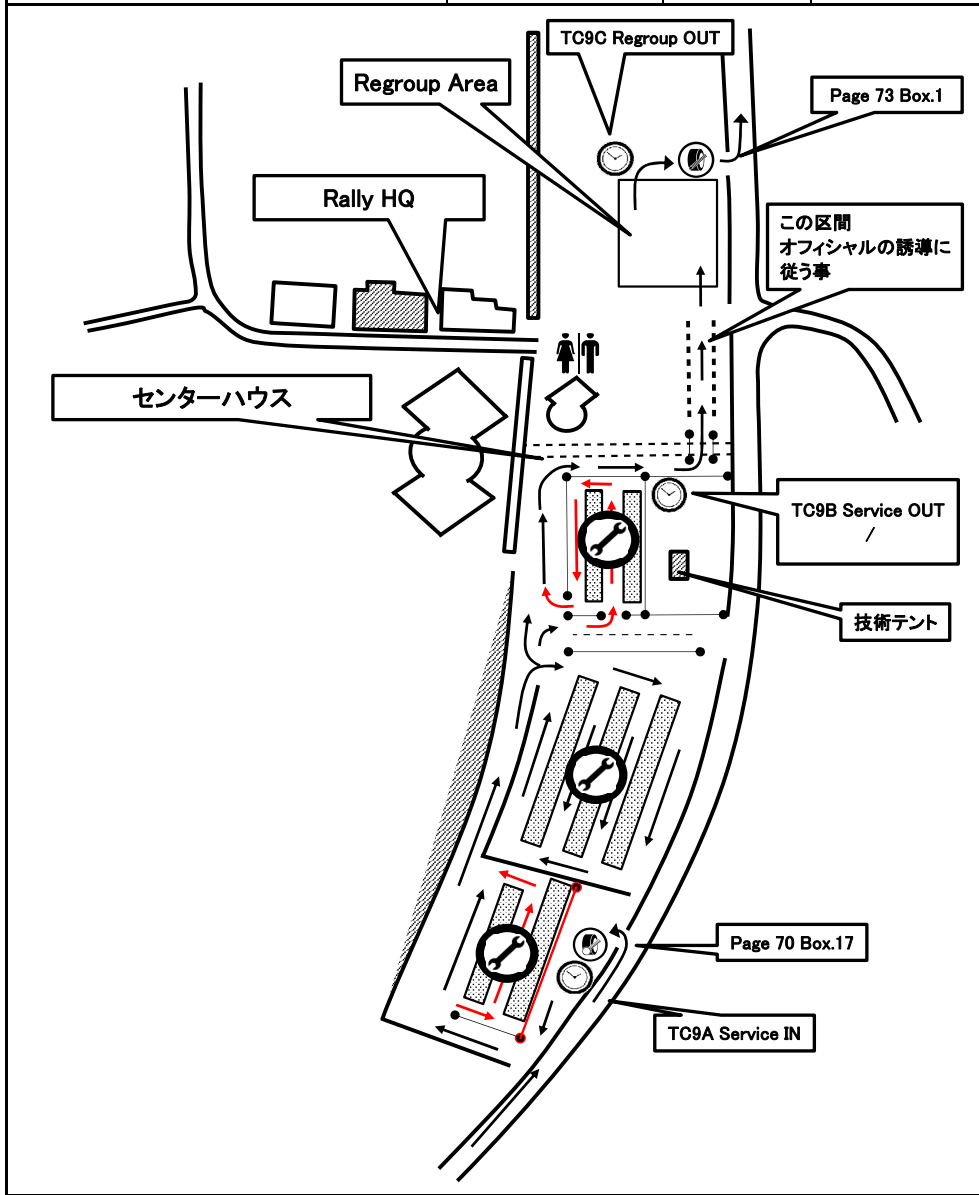 TC9C Regroup OUT
Regroup Area
Page 73 Box.1
Rally HQ
この区間
オフィシャルの誘導に
従う事
センターハウス
TC9B Service OUT
/
技術テント
Page 70 Box.17
TC9A Service IN